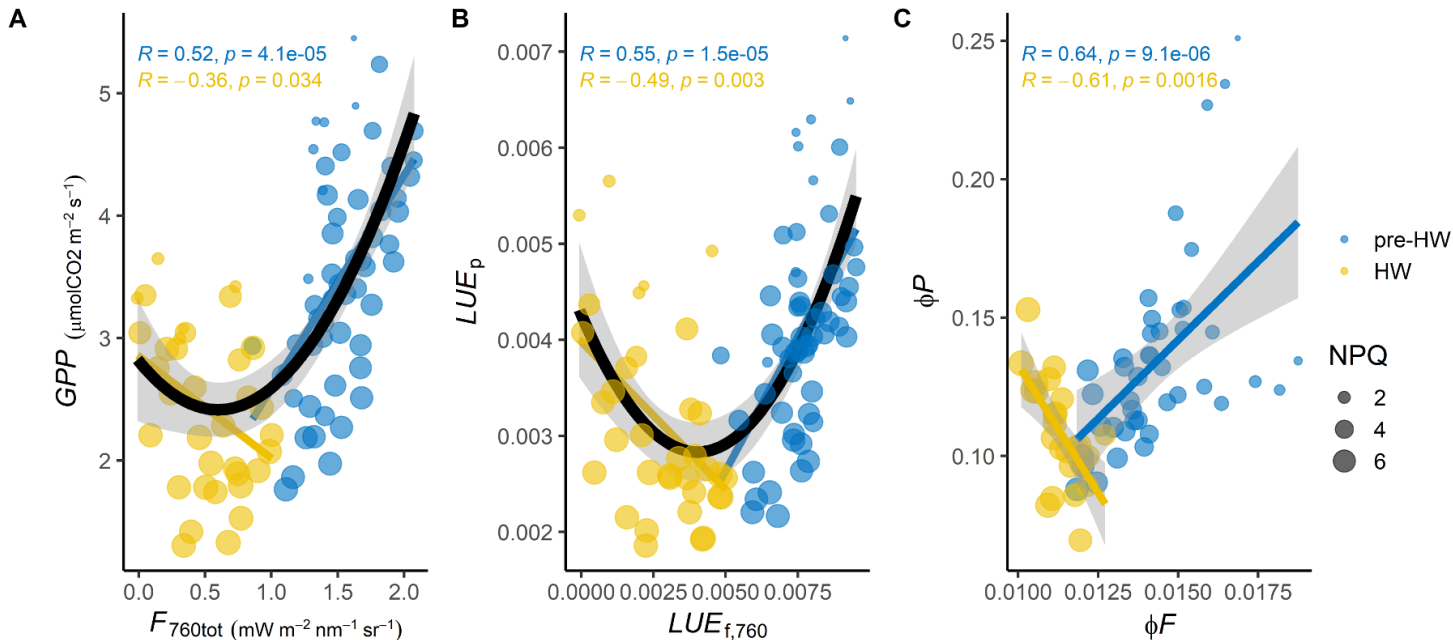 A
R = 0.52, p = 4.1e-05
R = −0.36, p = 0.034
5
4
3
2
GPP (μmolCO2 m−2 s−1)
0.0 0.5 1.0 1.5 2.0
F760tot (mW m−2 nm−1 sr−1)
B
R = 0.55, p = 1.5e-05
R = −0.49, p = 0.003
0.007
0.006
0.005
0.004
0.003
0.002
LUEp
0.0000 0.0025 0.0050 0.0075
LUEf,760
C
R = 0.64, p = 9.1e-06
R = −0.61, p = 0.0016
0.25
0.20
0.15
0.10
ϕP
0.0100 0.0125 0.0150 0.0175
ϕF
pre-HW
HW
NPQ
2
4
6